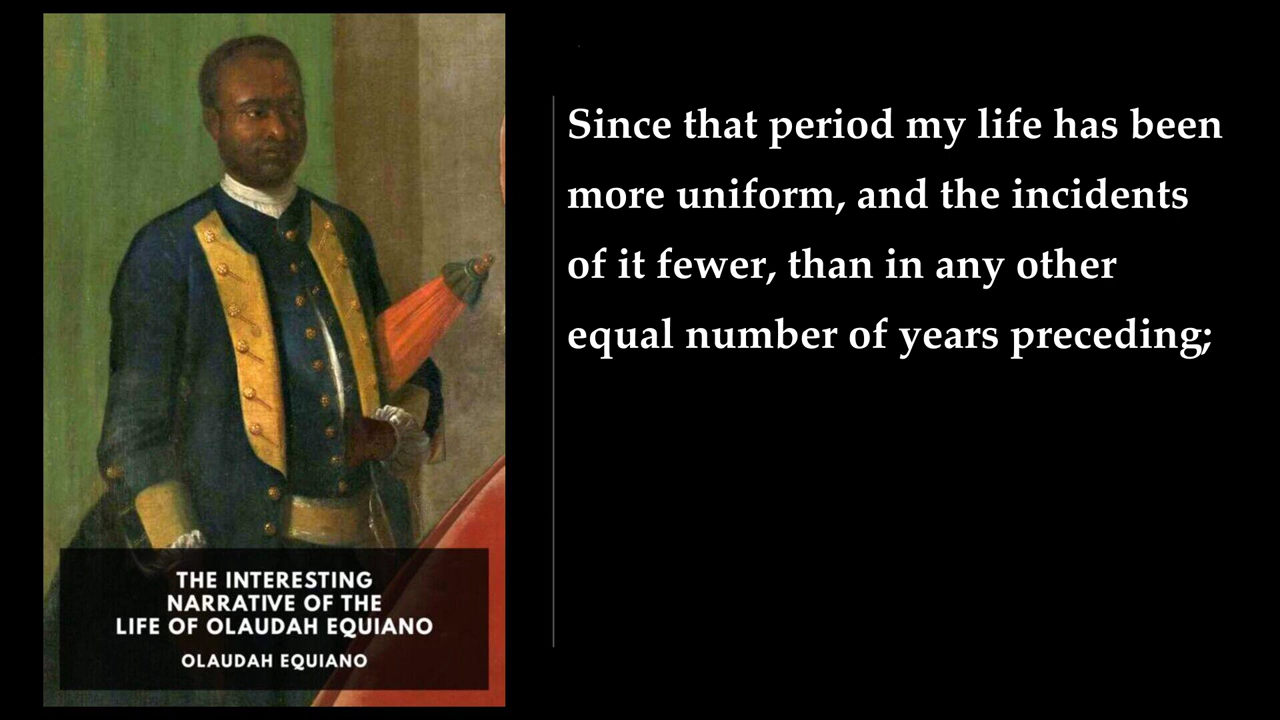 THE INTERESTING
NARRATIVE OF THE
LIFE OF OLAUDAH EQUIANO
OLAUDAH EQUIANO
Since that period my life has been
more uniform, and the incidents
of it fewer, than in any other
equal number of years preceding;